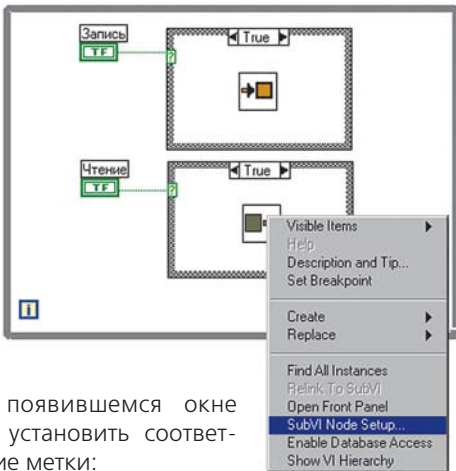 Запись
TF
?
True
Чтение
TF
?
True
i
Visible Items
Help
Description and Tip...
Set Breakpoint
Create
Replace
Find All Instances
Relink To SubVI
Open Front Panel
SubVI Node Setup...
Enable Database Access
Show VI Hierarchy
появившемся окне
установить соответ-
ие метки: